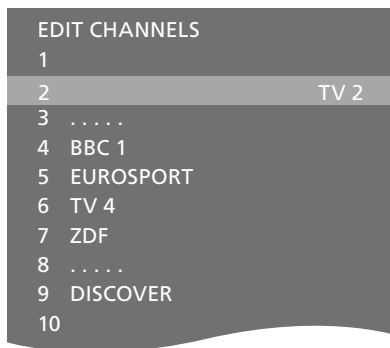 EDIT CHANNELS
1
2 TV 2
3 .....
4 BBC 1
5 EUROSPORT
6 TV 4
7 ZDF
8 .....
9 DISCOVER
10